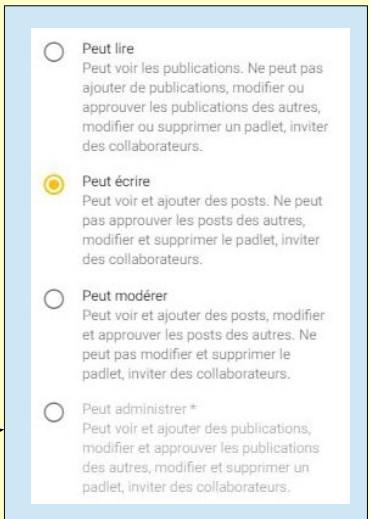 Peut lire
Peut voir les publications. Ne peut pas
ajouter de publications, modifier ou
approuver les publications des autres,
modifier ou supprimer un padlet, inviter
des collaborateurs.
Peut écrire
Peut voir et ajouter des posts. Ne peut
pas approuver les posts des autres,
modifier et supprimer le padlet, inviter
des collaborateurs.
Peut modérer
Peut voir et ajouter des posts, modifier
et approuver les posts des autres. Ne
peut pas modifier et supprimer le
padlet, inviter des collaborateurs.
Peut administrer *
Peut voir et ajouter des publications,
modifier et approuver les publications
des autres, modifier et supprimer un
padlet, inviter des collaborateurs.